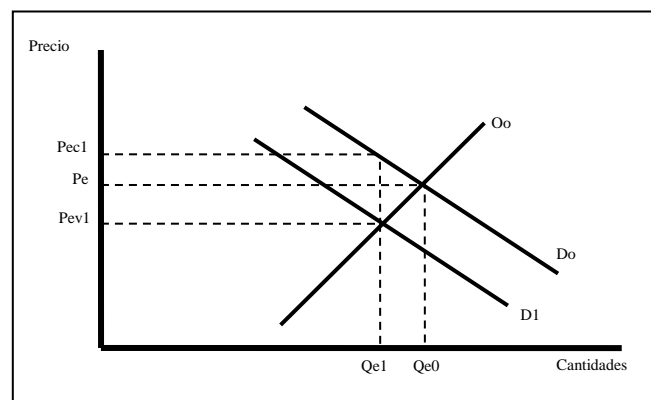 Precio
Oo
Pec1
Pe
Pev1
Do
D1
Qe1 Qe0 Cantidades